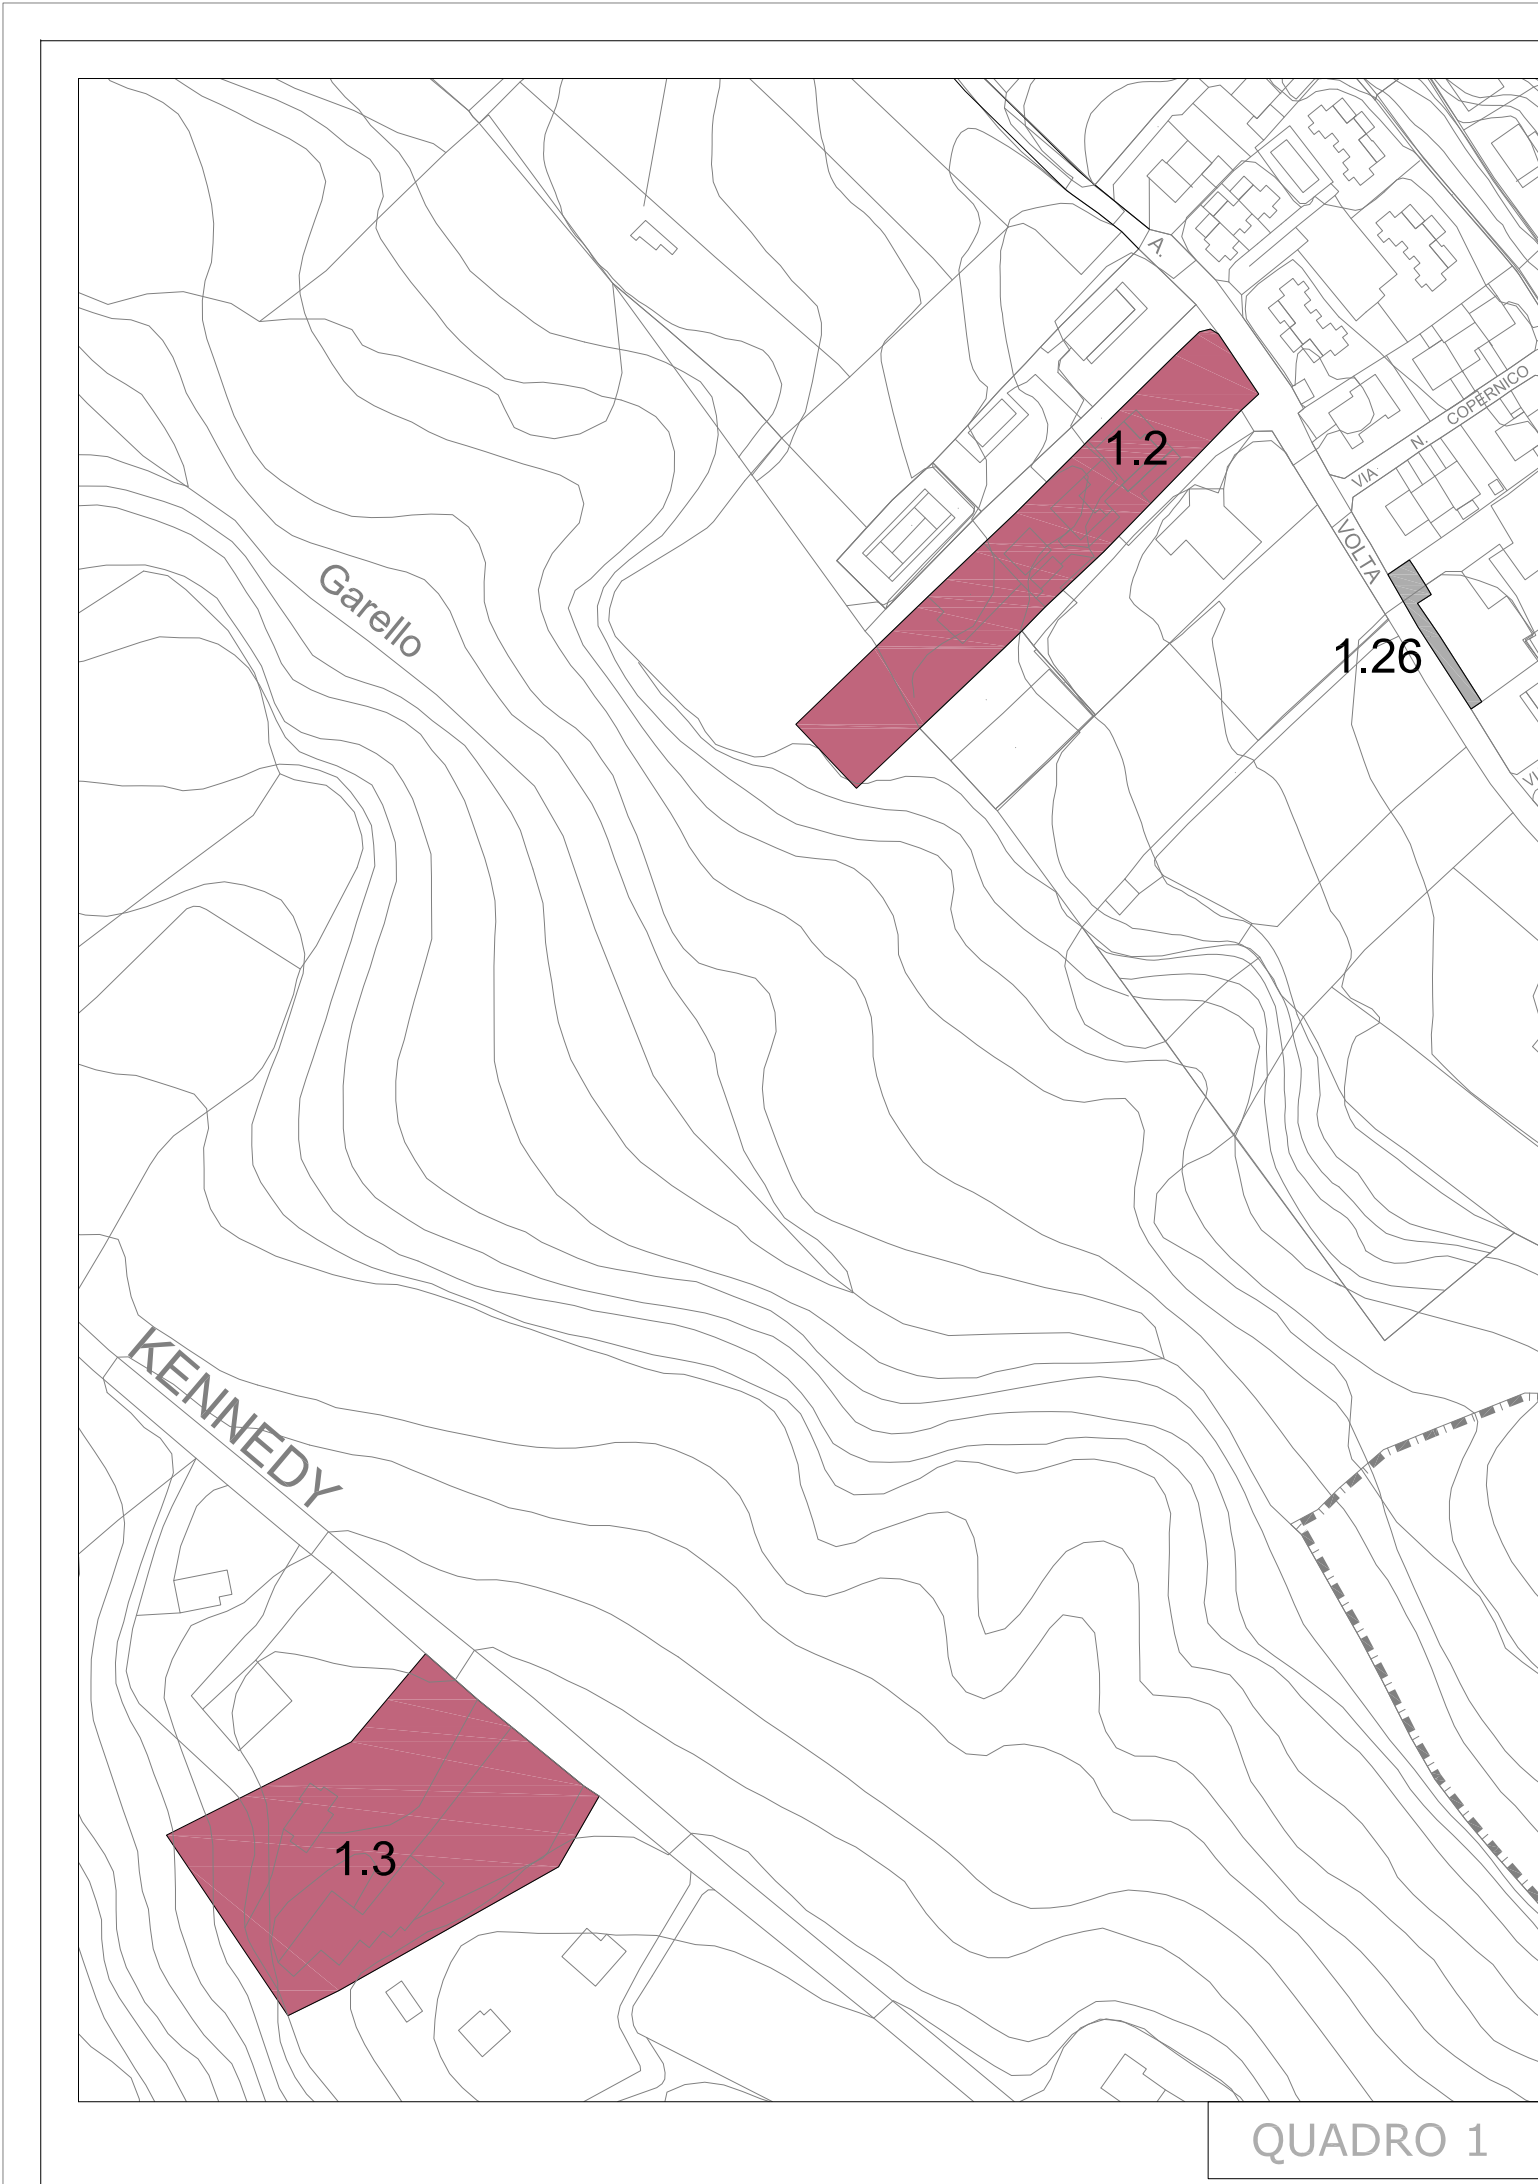 A.
1.2
VIA N. COPERNICO
VOLTA
Garello
1.26
KENNEDY
1.3
QUADRO 1